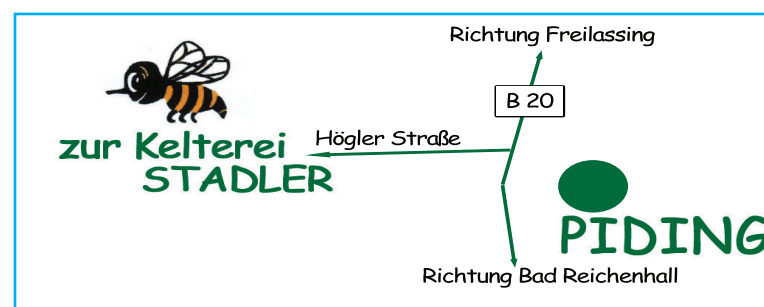 Richtung Freilassing
B 20
Högler Straße
zur Kelterei
STADLER
PIDING
Richtung Bad Reichenhall